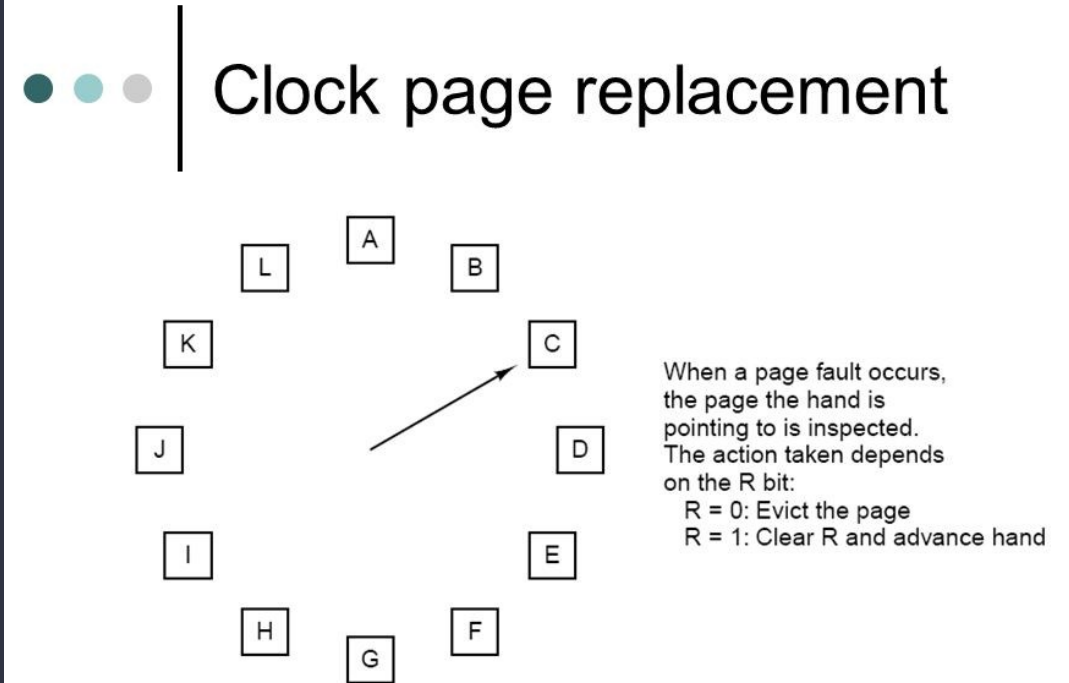 Clock page replacement
A
L
B
K
C
When a page fault occurs,
the page the hand is
pointing to is inspected.
The action taken depends
on the R bit:
R = 0: Evict the page
R = 1: Clear R and advance hand
J
D
I
E
H
F
G